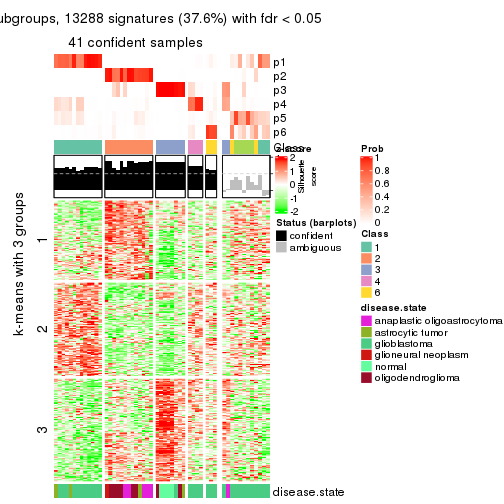 ubgroups, 13288 signatures (37.6%) with fdr < 0.05
41 confident samples
p1
p2
p3
p4
p5
p6
Class
z-score
2
1
0
-1
-2
Silhouette
score
Prob
1
0.8
0.6
0.4
0.2
0
Status (barplots)
confident
ambiguous
Class
1
2
3
4
6
disease.state
anaplastic oligoastrocytoma
astrocytic tumor
glioblastoma
glioneural neoplasm
normal
oligodendroglioma
k-means with 3 groups
1
2
3
disease.state